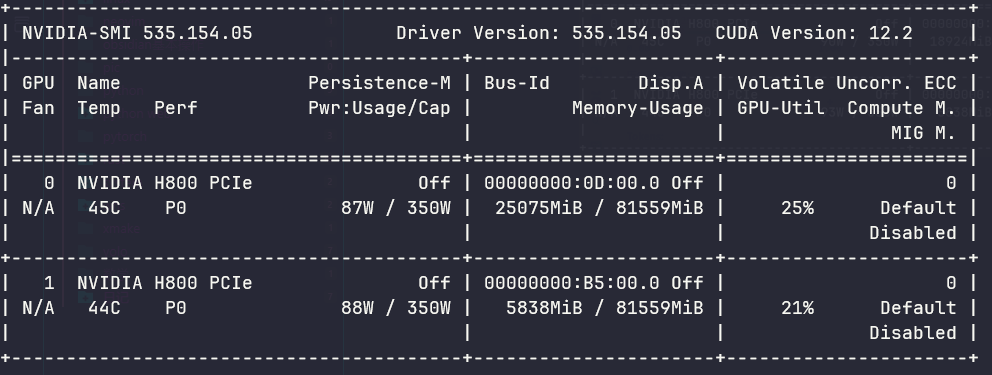 +-----------------------------------------------------------------------------------------+
| NVIDIA-SMI 535.154.05             Driver Version: 535.154.05   CUDA Version: 12.2     |
|-----------------------------------------+----------------------+----------------------+
| GPU  Name                 Persistence-M | Bus-Id        Disp.A | Volatile Uncorr. ECC |
| Fan  Temp   Perf          Pwr:Usage/Cap |         Memory-Usage | GPU-Util  Compute M. |
|                                         |                      |               MIG M. |
|=========================================+======================+======================|
|   0  NVIDIA H800 PCIe               Off | 00000000:0D:00.0 Off |                    0 |
| N/A   45C    P0              87W / 350W |  25075MiB / 81559MiB |     25%      Default |
|                                         |                      |             Disabled |
+-----------------------------------------+----------------------+----------------------+
|   1  NVIDIA H800 PCIe               Off | 00000000:B5:00.0 Off |                    0 |
| N/A   44C    P0              88W / 350W |   5838MiB / 81559MiB |     21%      Default |
|                                         |                      |             Disabled |
+-----------------------------------------+----------------------+----------------------+